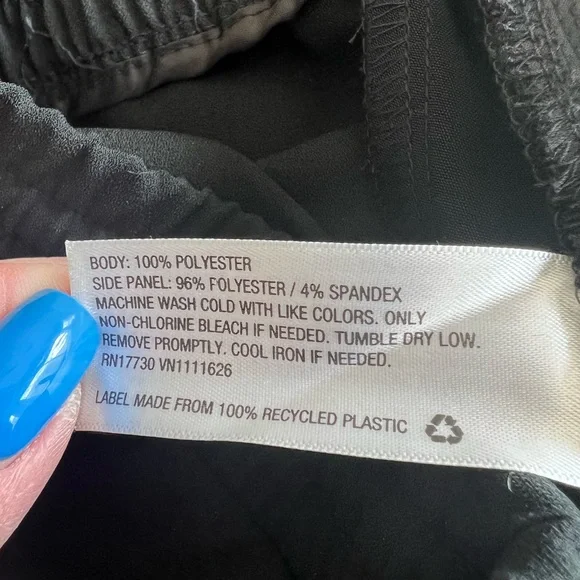 BODY: 100% POLYESTER
SIDE PANEL: 96% POLYESTER / 4% SPANDEX
MACHINE WASH COLD WITH LIKE COLORS. ONLY
NON-CHLORINE BLEACH IF NEEDED. TUMBLE DRY LOW.
REMOVE PROMPTLY. COOL IRON IF NEEDED.
RN17730 VN1111626
LABEL MADE FROM 100% RECYCLED PLASTIC